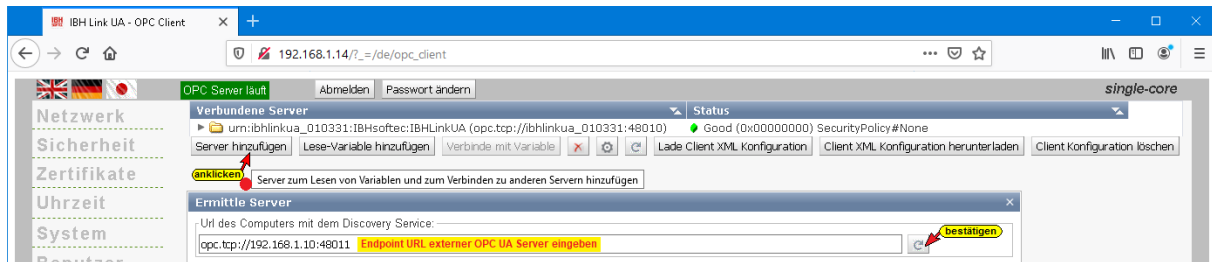 IBH Link UA - OPC Client
192.168.1.14/?_=/de/opc_client
OPC Server läuft Abmelden Passwort ändern single-core
Netzwerk
Verbundene Server Status
urn:ibhlinkua_010331:IBHsoftec:IBHLinkUA (opc.tcp://ibhlinkua_010331:48010) Good (0x00000000) SecurityPolicy#None
Sicherheit
Server hinzufügen Lese-Variable hinzufügen Verbinde mit Variable Lade Client XML Konfiguration Client XML Konfiguration herunterladen Client Konfiguration löschen
Zertifikate
anklicken
Server zum Lesen von Variablen und zum Verbinden zu anderen Servern hinzufügen
Uhrzeit
Ermittle Server
Url des Computers mit dem Discovery Service:
System
bestätigen
opc.tcp://192.168.1.10:48011 Endpoint URL externer OPC UA Server eingeben